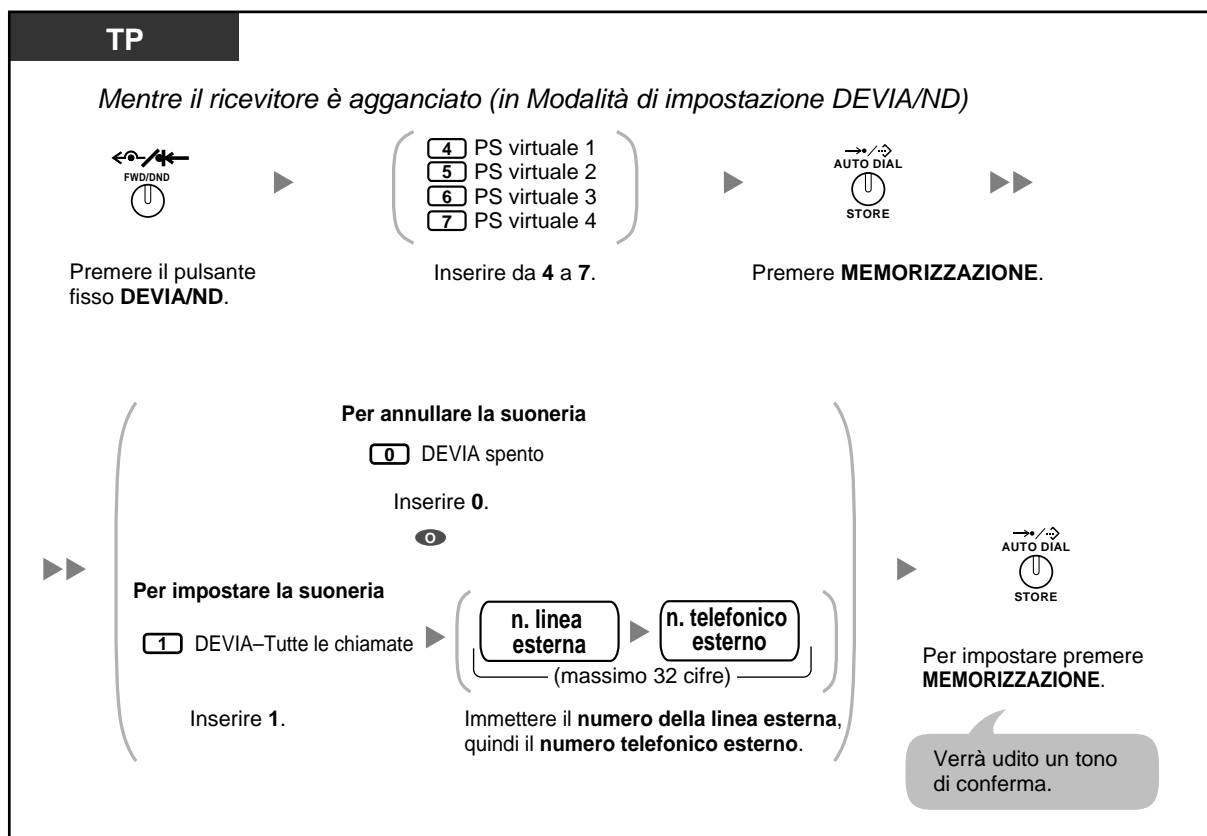 TP
Mentre il ricevitore è agganciato (in Modalità di impostazione DEVIA/ND)
FWD/DND
4 PS virtuale 1
5 PS virtuale 2
6 PS virtuale 3
7 PS virtuale 4
AUTO DIAL
STORE
Premere il pulsante
fisso DEVIA/ND.
Inserire da 4 a 7.
Premere MEMORIZZAZIONE.
Per annullare la suoneria
0 DEVIA spento
Inserire 0.
O
Per impostare la suoneria
1 DEVIA–Tutte le chiamate
n. linea
esterna
n. telefonico
esterno
(massimo 32 cifre)
Inserire 1.
Immettere il numero della linea esterna,
quindi il numero telefonico esterno.
AUTO DIAL
STORE
Per impostare premere
MEMORIZZAZIONE.
Verrà udito un tono
di conferma.